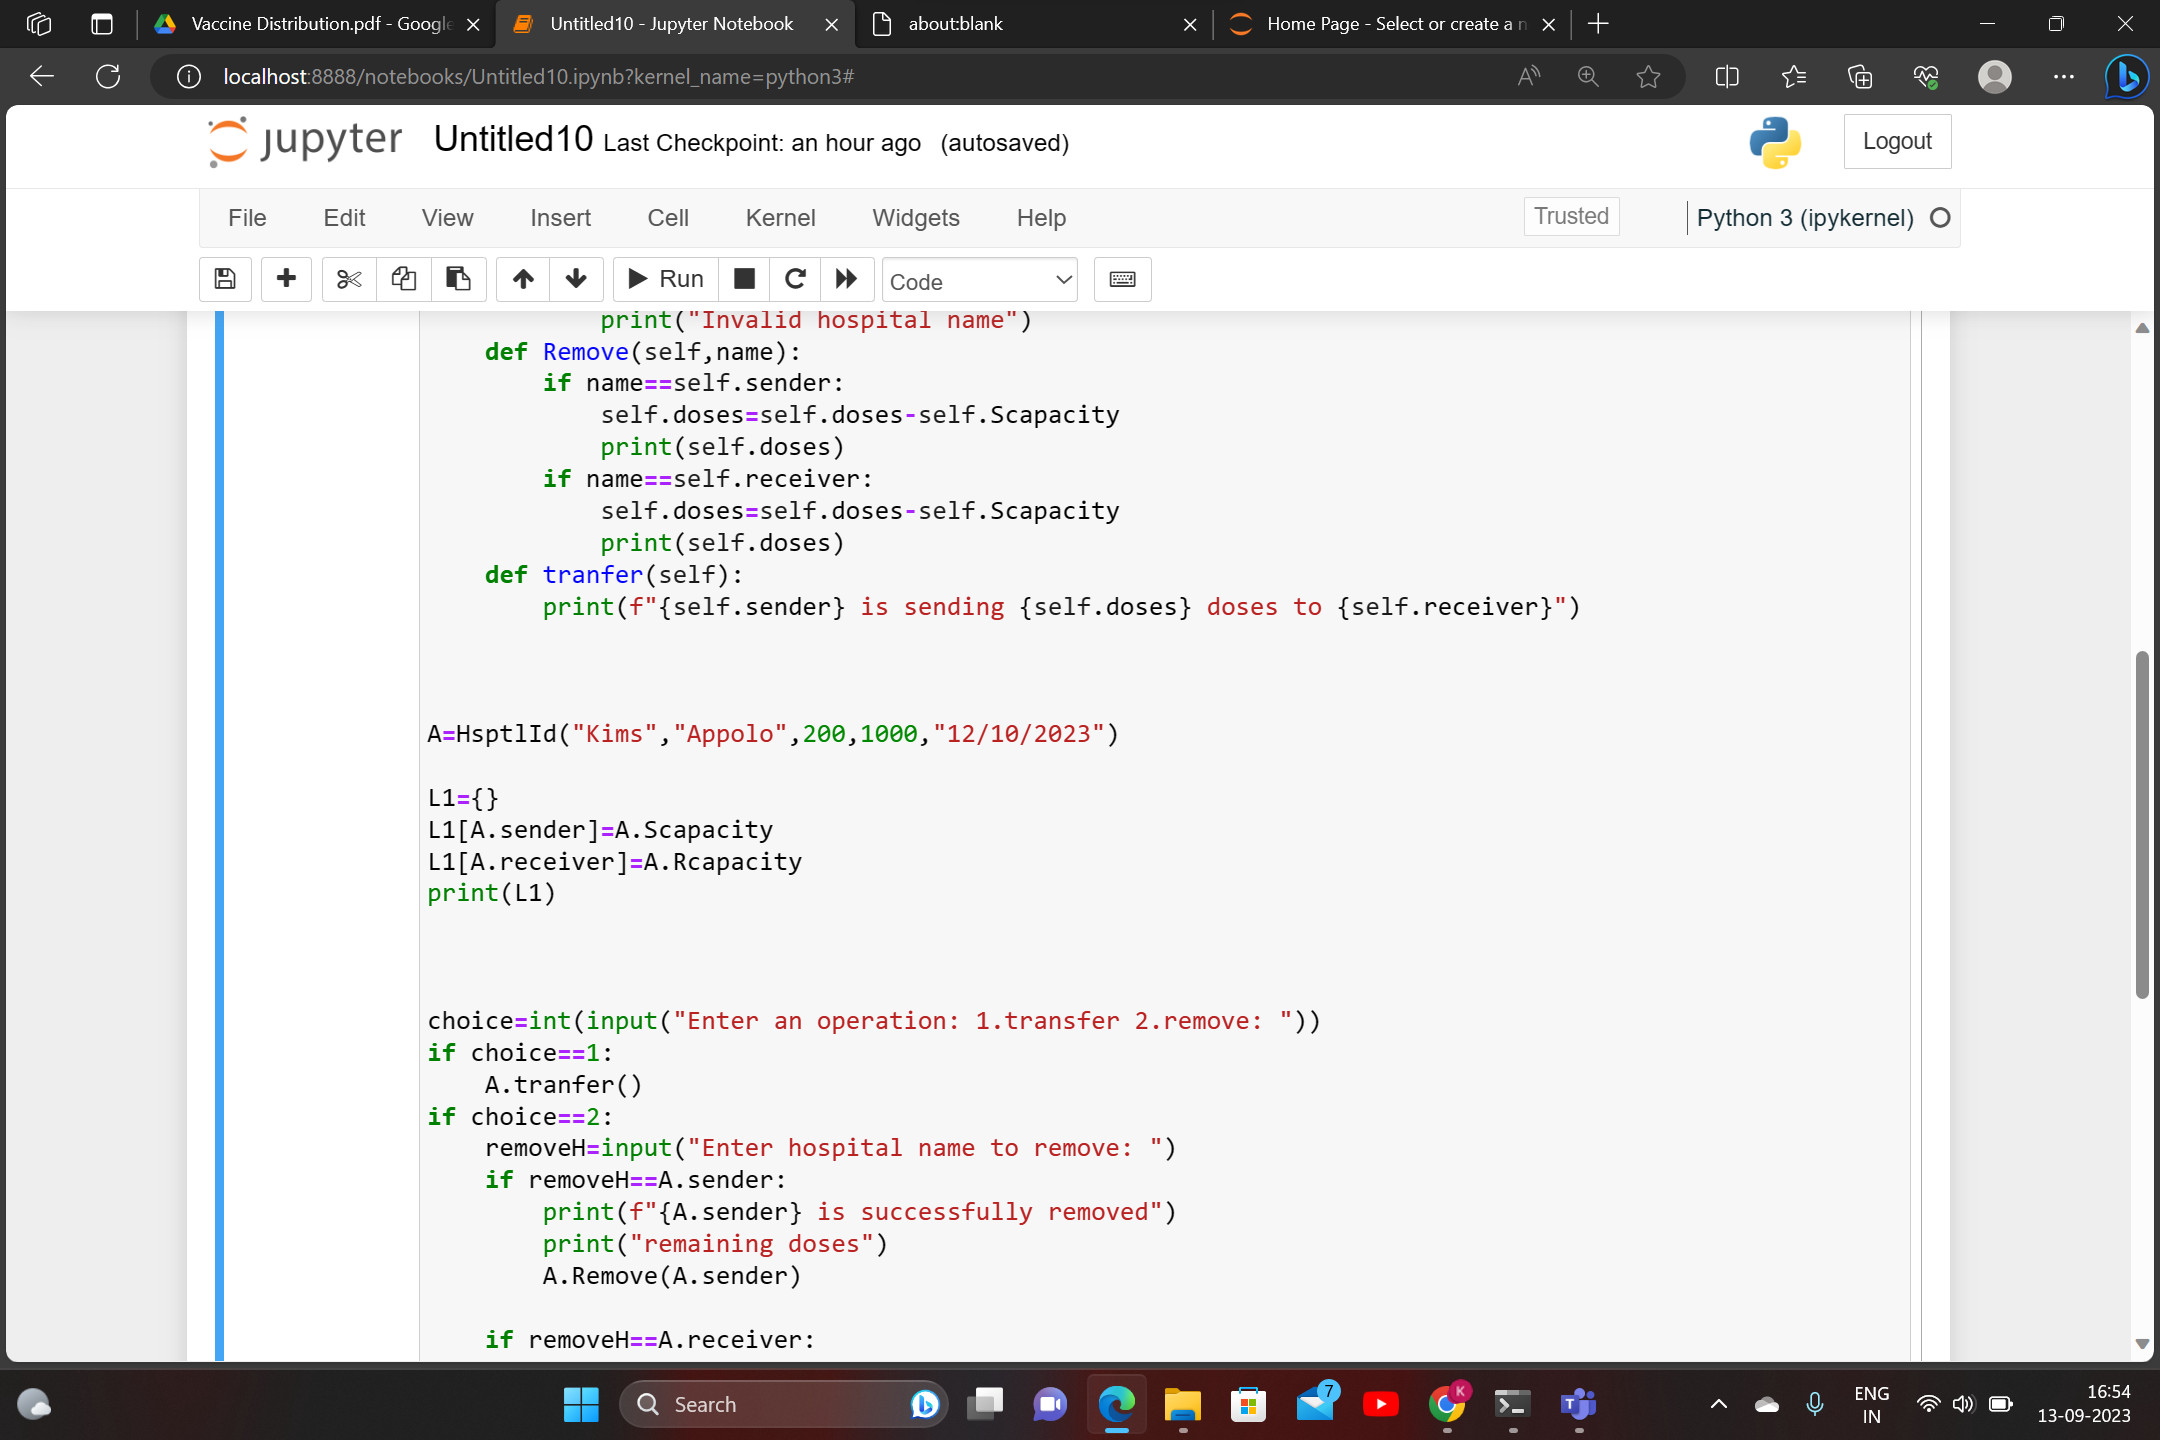 Vaccine Distribution.pdf - Google
Untitled10 - Jupyter Notebook
about:blank
Home Page - Select or create a n
localhost:8888/notebooks/Untitled10.ipynb?kernel_name=python3#
jupyter Untitled10 Last Checkpoint: an hour ago (autosaved)
Logout
File Edit View Insert Cell Kernel Widgets Help
Trusted
Python 3 (ipykernel)
Run
Code
            print("Invalid hospital name")
    def Remove(self,name):
        if name==self.sender:
            self.doses=self.doses-self.Scapacity
            print(self.doses)
        if name==self.receiver:
            self.doses=self.doses-self.Scapacity
            print(self.doses)
    def tranfer(self):
        print(f"{self.sender} is sending {self.doses} doses to {self.receiver}")
A=HsptlId("Kims","Appolo",200,1000,"12/10/2023")
L1={}
L1[A.sender]=A.Scapacity
L1[A.receiver]=A.Rcapacity
print(L1)
choice=int(input("Enter an operation: 1.transfer 2.remove: "))
if choice==1:
    A.tranfer()
if choice==2:
    removeH=input("Enter hospital name to remove: ")
    if removeH==A.sender:
        print(f"{A.sender} is successfully removed")
        print("remaining doses")
        A.Remove(A.sender)
    if removeH==A.receiver:
Search
7
K
ENG
IN
16:54
13-09-2023